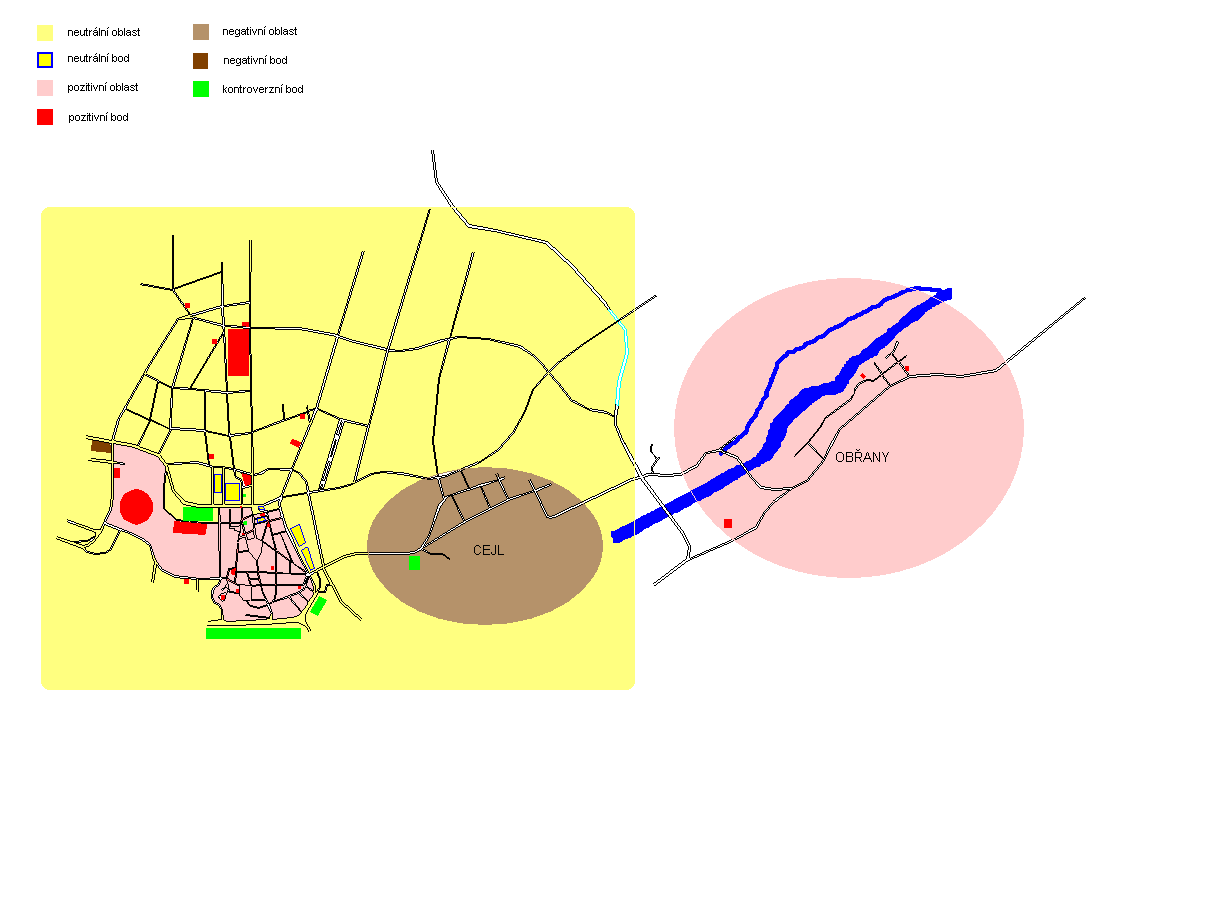 neutrální oblast
neutrální bod
pozitivní oblast
pozitivní bod
negativní oblast
negativní bod
kontroverzní bod
OBŘANY
CEJL